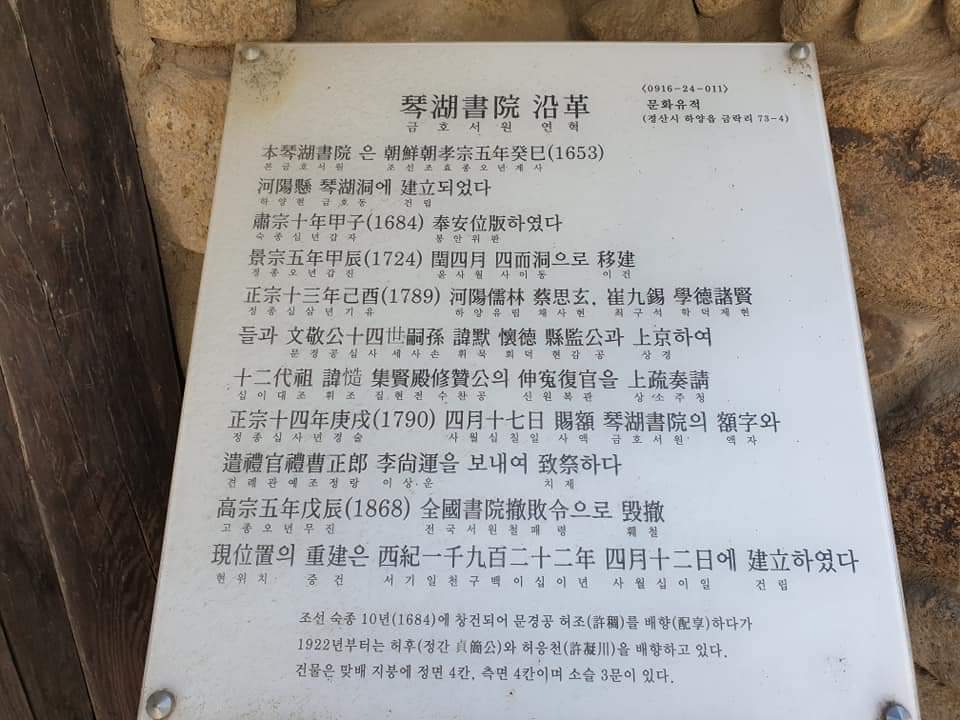 〈0916-24-011〉
문화유적
(경산시 하양읍 금락리 73-4)
琴湖書院 沿革
금호서원 연혁
本琴湖書院 은 朝鮮朝孝宗五年癸巳(1653)
본금호서원 조선조효종오년계사
河陽縣 琴湖洞에 建立되었다
하양현 금호동 건립
肅宗十年甲子(1684) 奉安位版하였다
숙종십년갑자 봉안위판
景宗五年甲辰(1724) 閏四月 四而洞으로 移建
경종오년갑진 윤사월 사이동 이건
正宗十三年己酉(1789) 河陽儒林 蔡思玄, 崔九錫 學德諸賢
정종십삼년기유 하양유림 채사현 최구석 학덕제현
들과 文敬公十四世嗣孫 諱默 懷德 縣監公과 上京하여
문경공십사세사손 휘묵 회덕 현감공 상경
十二代祖 諱慥 集賢殿修贊公의 伸冤復官을 上疏奏請
십이대조 휘조 집현전수찬공 신원복관 상소주청
正宗十四年庚戌(1790) 四月十七日 賜額 琴湖書院의 額字와
정종십사년경술 사월십칠일 사액 금호서원 액자
遣禮官禮曹正郎 李尙運을 보내여 致祭하다
견례관예조정랑 이상운 치제
高宗五年戊辰(1868) 全國書院撤敗令으로 毁撤
고종오년무진 전국서원철패령 훼철
現位置의 重建은 西紀一千九百二十二年 四月十二日에 建立하였다
현위치 중건 서기일천구백이십이년 사월십이일 건립
조선 숙종 10년(1684)에 창건되어 문경공 허조(許稠)를 배향(配享)하다가
1922년부터는 허후(정간 貞簡公)와 허응천(許凝川)을 배향하고 있다.
건물은 맞배 지붕에 정면 4칸, 측면 4칸이며 소슬 3문이 있다.